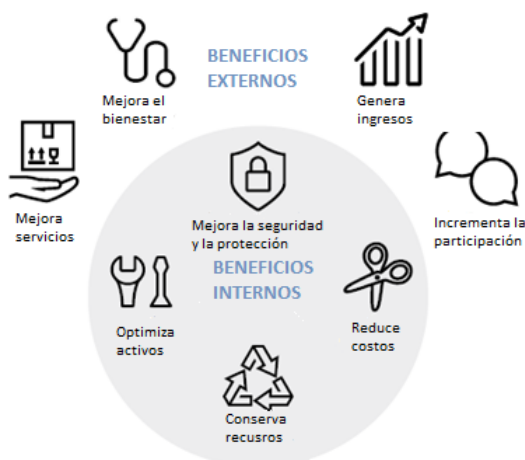 BENEFICIOS
EXTERNOS
Mejora el
bienestar
Genera
ingresos
Mejora
servicios
Incrementa la
participación
Mejora la seguridad
y la protección
BENEFICIOS
INTERNOS
Optimiza
activos
Reduce
costos
Conserva
recusros